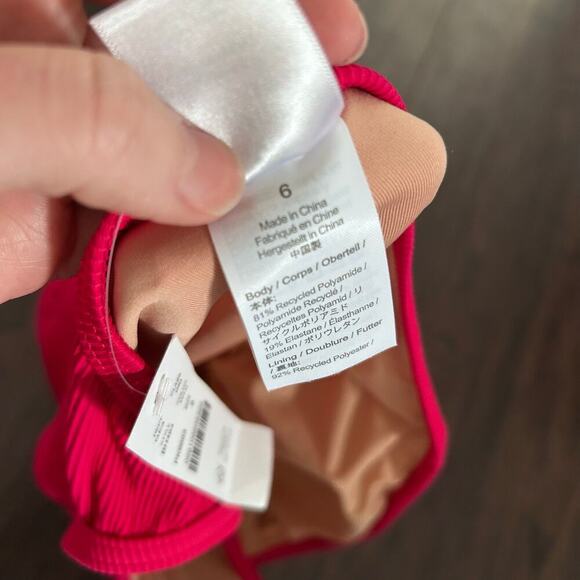 6
Made in China
Fabriqué en Chine
Hergestellt in China
中国製
Body / Corps / Oberteil /
本体:
81% Recycled Polyamide /
Polyamide Recyclé /
Recyceltes Polyamid / リ
サイクルポリアミド
19% Elastane / Élasthanne /
Elastan / ポリウレタン
Lining / Doublure / Futter
/ 裏地:
92% Recycled Polyester /